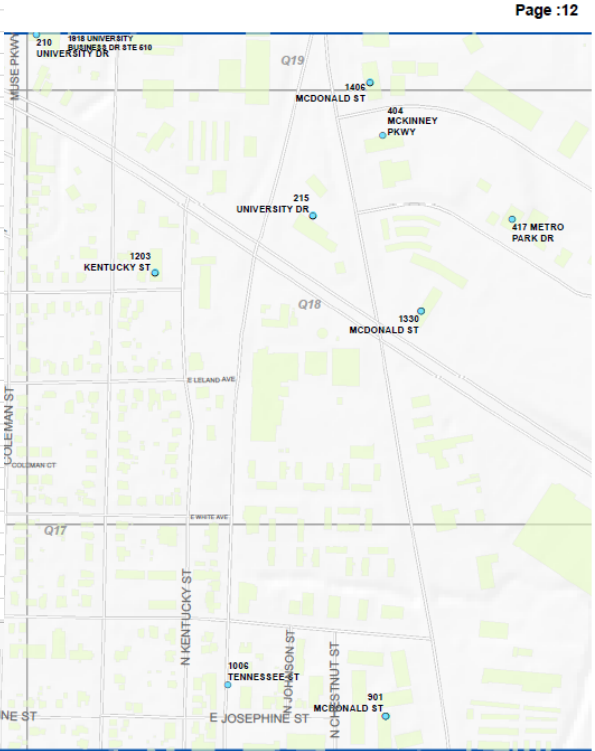 Page :12
1918 UNIVERSITY
BUSINESS DR STE 610
210
UNIVERSITY DR
MUSE PKWY
Q19
1406
MCDONALD ST
404
MCKINNEY
PKWY
215
UNIVERSITY DR
417 METRO
PARK DR
1203
KENTUCKY ST
Q18
1330
MCDONALD ST
E LELAND AVE
COLEMAN ST
COLEMAN CT
E WHITE AVE
Q17
N KENTUCKY ST
1006
TENNESSEE ST
N JOHNSON ST
N CHESTNUT ST
901
MCDONALD ST
NE ST
E JOSEPHINE ST